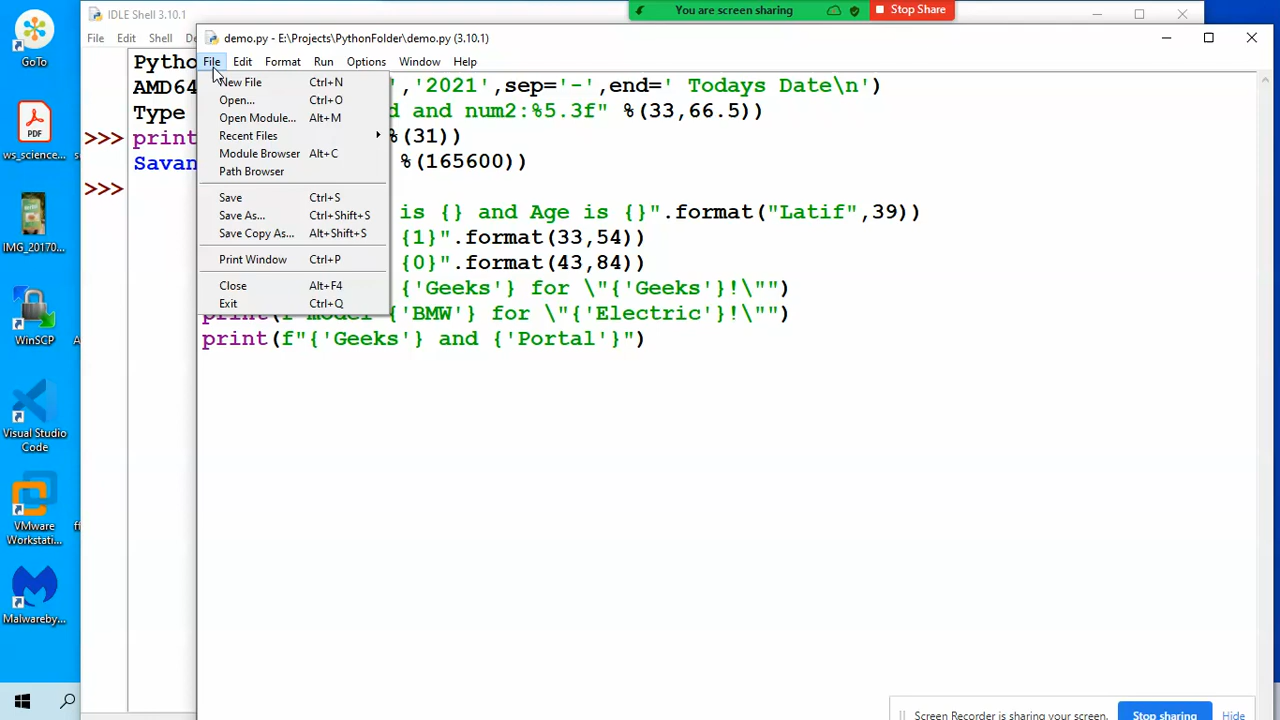 You are screen sharing
Stop Share
IDLE Shell 3.10.1
File Edit Shell
demo.py - E:\Projects\PythonFolder\demo.py (3.10.1)
File Edit Format Run Options Window Help
New File Ctrl+N
Open... Ctrl+O
Open Module... Alt+M
Recent Files
Module Browser Alt+C
Path Browser
Save Ctrl+S
Save As... Ctrl+Shift+S
Save Copy As... Alt+Shift+S
Print Window Ctrl+P
Close Alt+F4
Exit Ctrl+Q
AMD64
Type
>>> print
>>>
','2021',sep='-',end=' Todays Date\n')
d and num2:%5.3f" %(33,66.5))
%(31))
%(165600))
is {} and Age is {}".format("Latif",39))
{1}".format(33,54))
{0}".format(43,84))
{'Geeks'} for \"{'Geeks'}!\"")
print(f"model {'BMW'} for \"{'Electric'}!\"")
print(f"{'Geeks'} and {'Portal'}")
GoTo
ws_science...
IMG_20170...
WinSCP
Visual Studio
Code
VMware
Workstati...
Malwareby...
PDF
Screen Recorder is sharing your screen.
Stop sharing
Hide